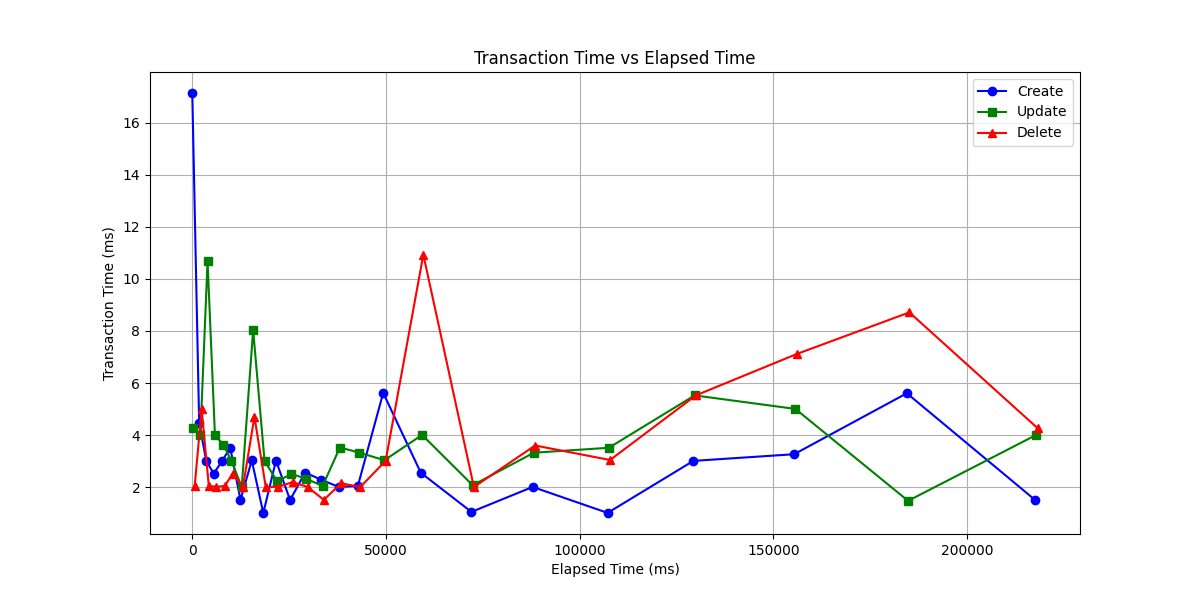 Transaction Time vs Elapsed Time
Create
Update
Delete
16
14
12
10
8
6
4
2
Transaction Time (ms)
0
50000
100000
150000
200000
Elapsed Time (ms)